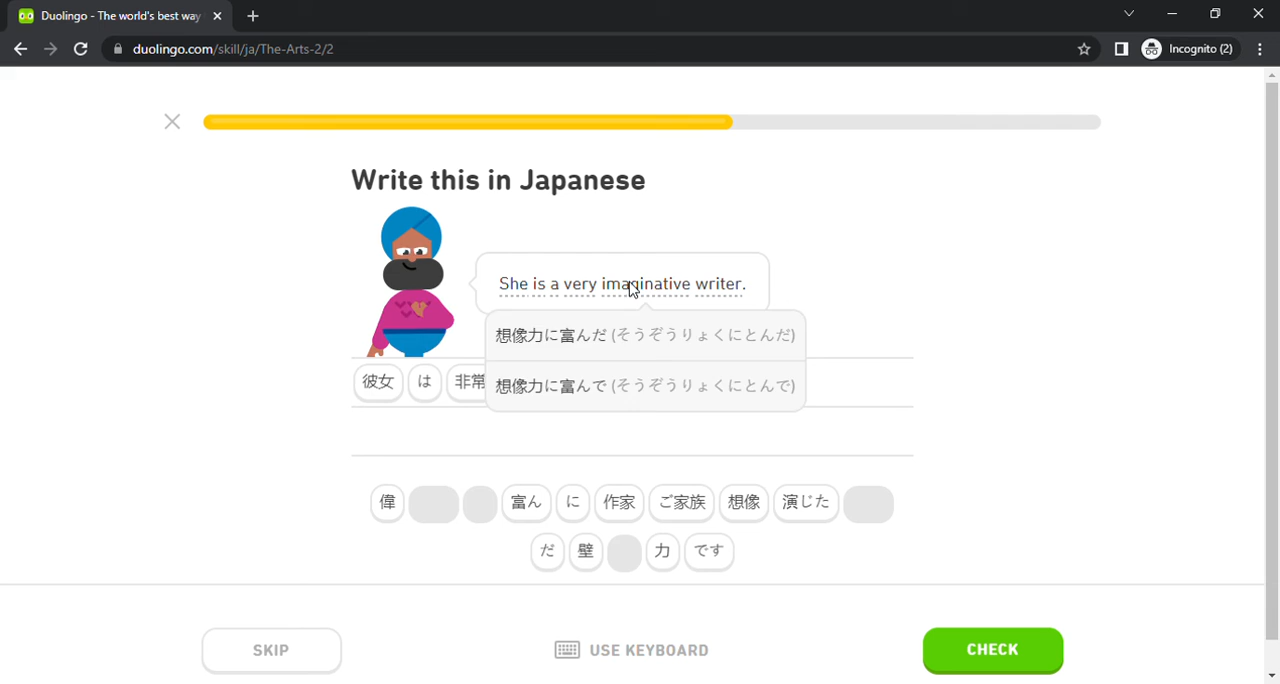 Duolingo - The world's best way
duolingo.com/skill/ja/The-Arts-2/2
Incognito (2)
Write this in Japanese
She is a very imaginative writer.
想像力に富んだ (そうぞうりょくにとんだ)
想像力に富んで (そうぞうりょくにとんで)
彼女 は 非常
偉 富ん に 作家 ご家族 想像 演じた
だ 壁 力 です
SKIP USE KEYBOARD CHECK